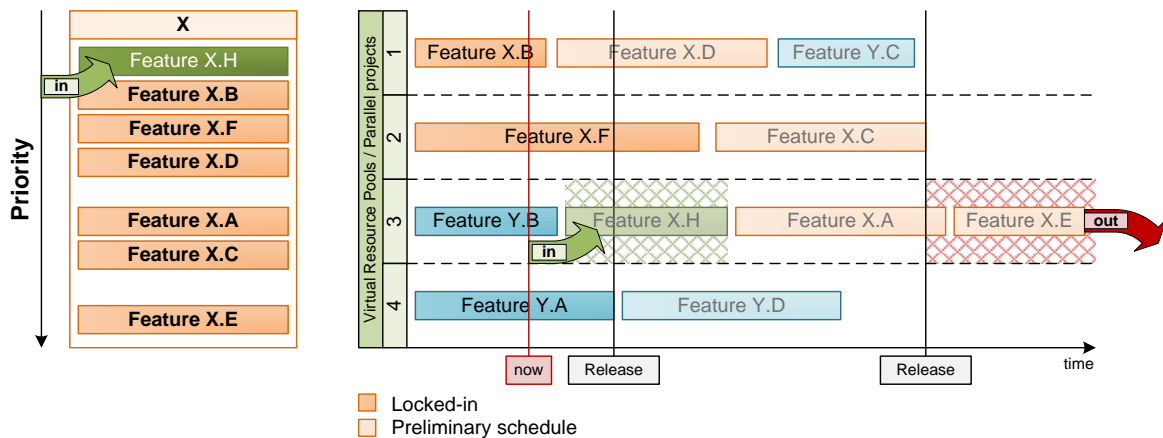 Priority
X
Feature X.H
in
Feature X.B
Feature X.F
Feature X.D
Feature X.A
Feature X.C
Feature X.E
Virtual Resource Pools / Parallel projects
1
Feature X.B
Feature X.D
Feature Y.C
2
Feature X.F
Feature X.C
3
Feature Y.B
Feature X.H
Feature X.A
Feature X.E
out
in
4
Feature Y.A
Feature Y.D
now
Release
Release
time
Locked-in
Preliminary schedule